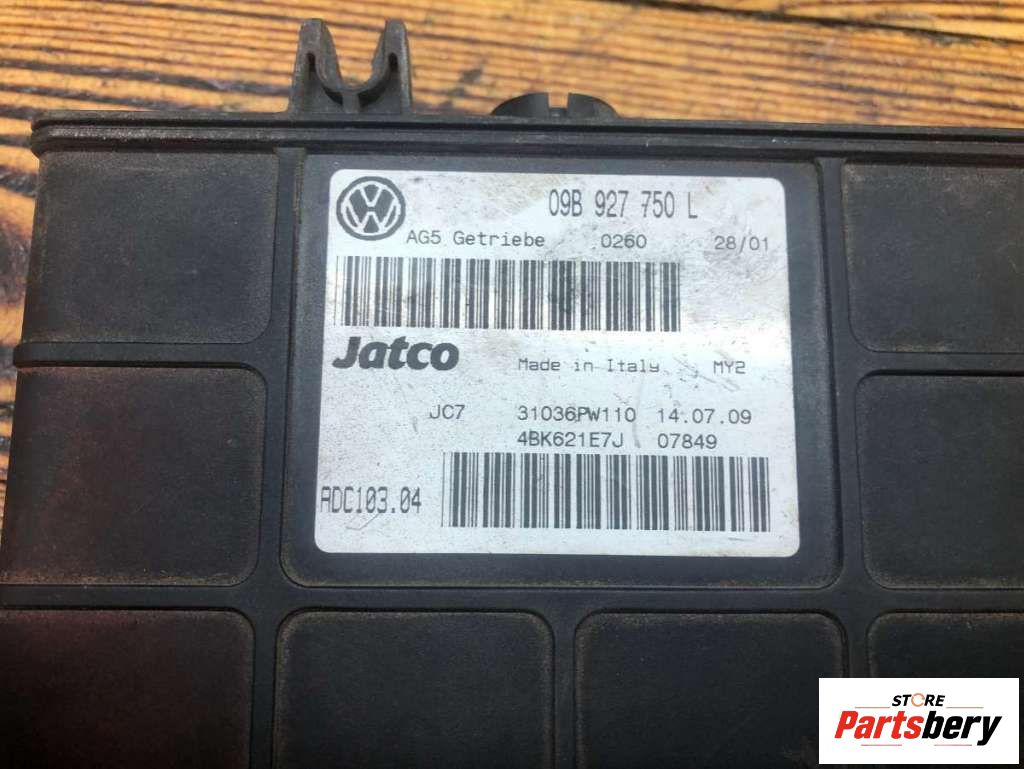 09B 927 750 L
AG5 Getriebe 0260 28/01
Jatco Made in Italy MY2
JC7 31036PW110 14.07.09
4BK621E7J 07849
ADC103.04
STORE
Partsbery